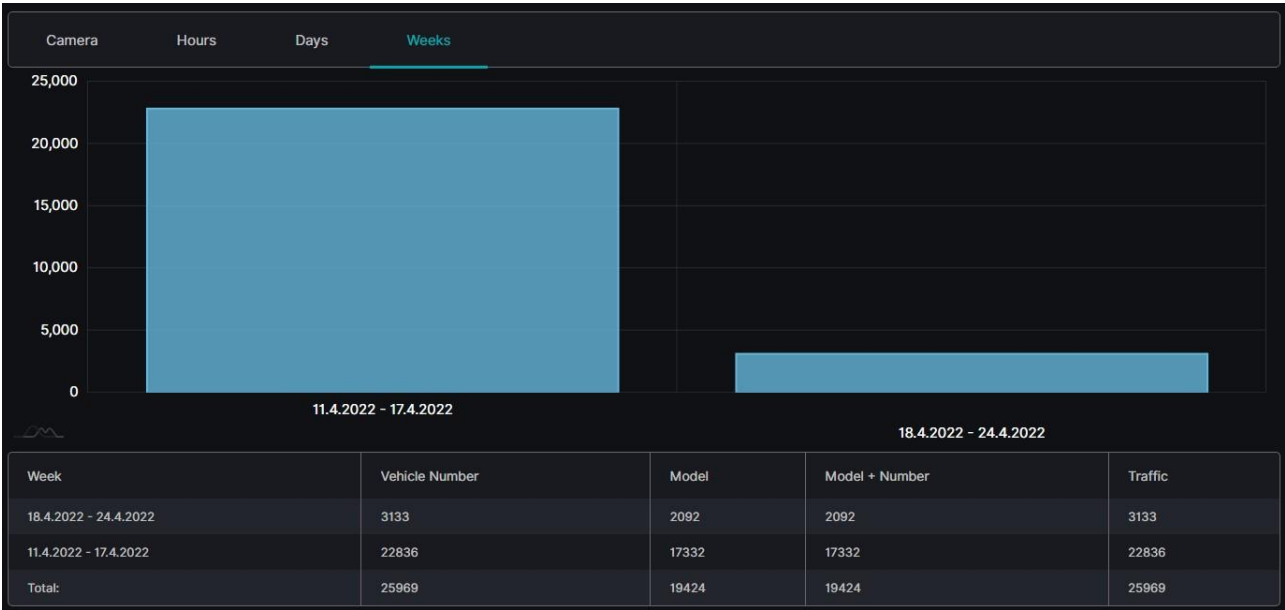 Camera Hours Days Weeks
25,000
20,000
15,000
10,000
5,000
0
11.4.2022 - 17.4.2022
18.4.2022 - 24.4.2022
Week Vehicle Number Model Model + Number Traffic
18.4.2022 - 24.4.2022 3133 2092 2092 3133
11.4.2022 - 17.4.2022 22836 17332 17332 22836
Total: 25969 19424 19424 25969